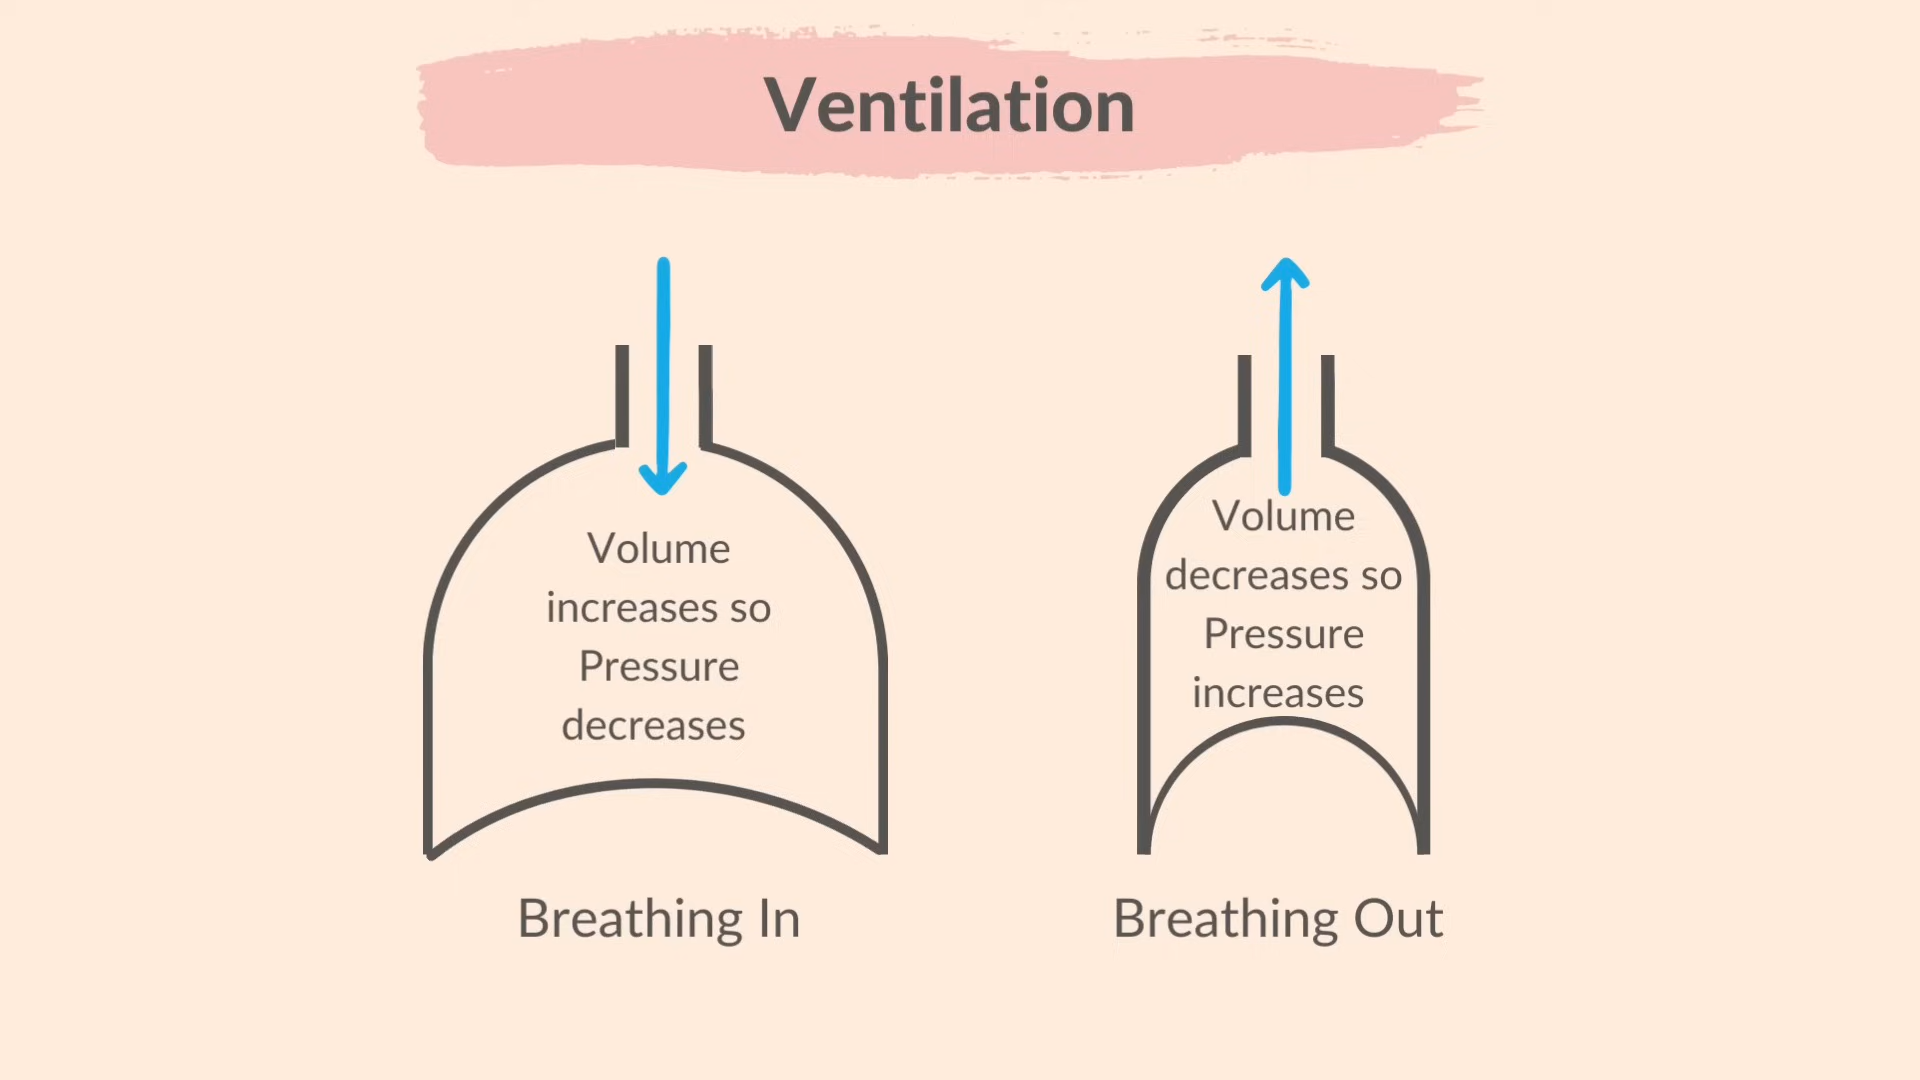 Ventilation
Volume
increases so
Pressure
decreases
Breathing In
Volume
decreases so
Pressure
increases
Breathing Out